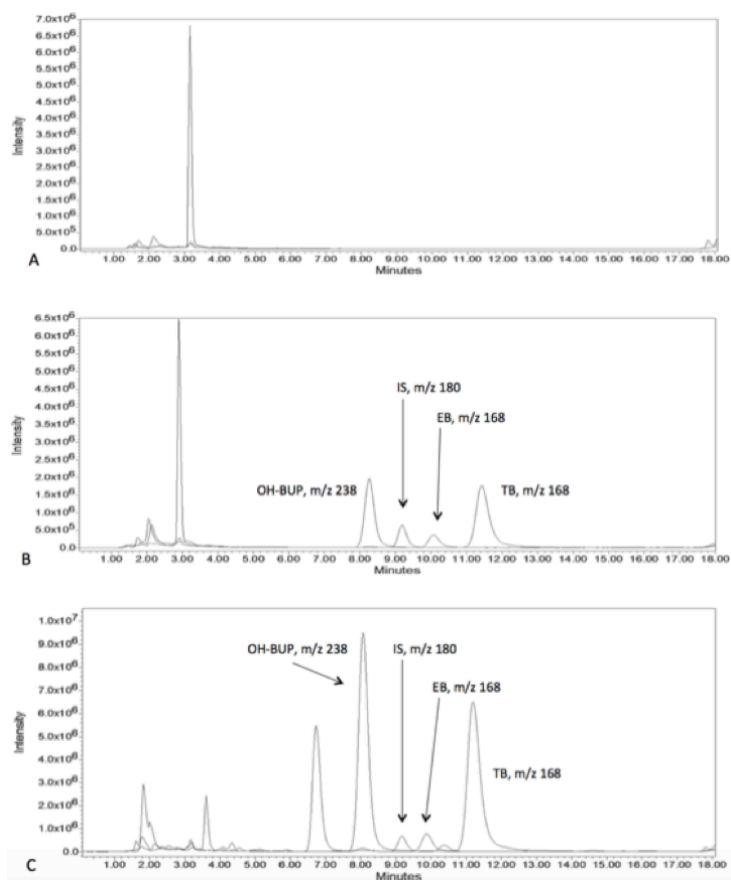 7.0x10⁶
6.5x10⁶
6.0x10⁶
5.5x10⁶
5.0x10⁶
4.5x10⁶
4.0x10⁶
3.5x10⁶
3.0x10⁶
2.5x10⁶
2.0x10⁶
1.5x10⁶
1.0x10⁶
5.0x10⁵
0.0
Intensity
1.00 2.00 3.00 4.00 5.00 6.00 7.00 8.00 9.00 10.00 11.00 12.00 13.00 14.00 15.00 16.00 17.00 18.00
Minutes
A
6.5x10⁶
6.0x10⁶
5.5x10⁶
5.0x10⁶
4.5x10⁶
4.0x10⁶
3.5x10⁶
3.0x10⁶
2.5x10⁶
2.0x10⁶
1.5x10⁶
1.0x10⁶
5.0x10⁵
0.0
Intensity
IS, m/z 180
EB, m/z 168
OH-BUP, m/z 238
TB, m/z 168
1.00 2.00 3.00 4.00 5.00 6.00 7.00 8.00 9.00 10.00 11.00 12.00 13.00 14.00 15.00 16.00 17.00 18.00
Minutes
B
1.0x10⁷
9.0x10⁶
8.0x10⁶
7.0x10⁶
6.0x10⁶
5.0x10⁶
4.0x10⁶
3.0x10⁶
2.0x10⁶
1.0x10⁶
0.0
Intensity
OH-BUP, m/z 238
IS, m/z 180
EB, m/z 168
TB, m/z 168
1.00 2.00 3.00 4.00 5.00 6.00 7.00 8.00 9.00 10.00 11.00 12.00 13.00 14.00 15.00 16.00 17.00 18.00
Minutes
C